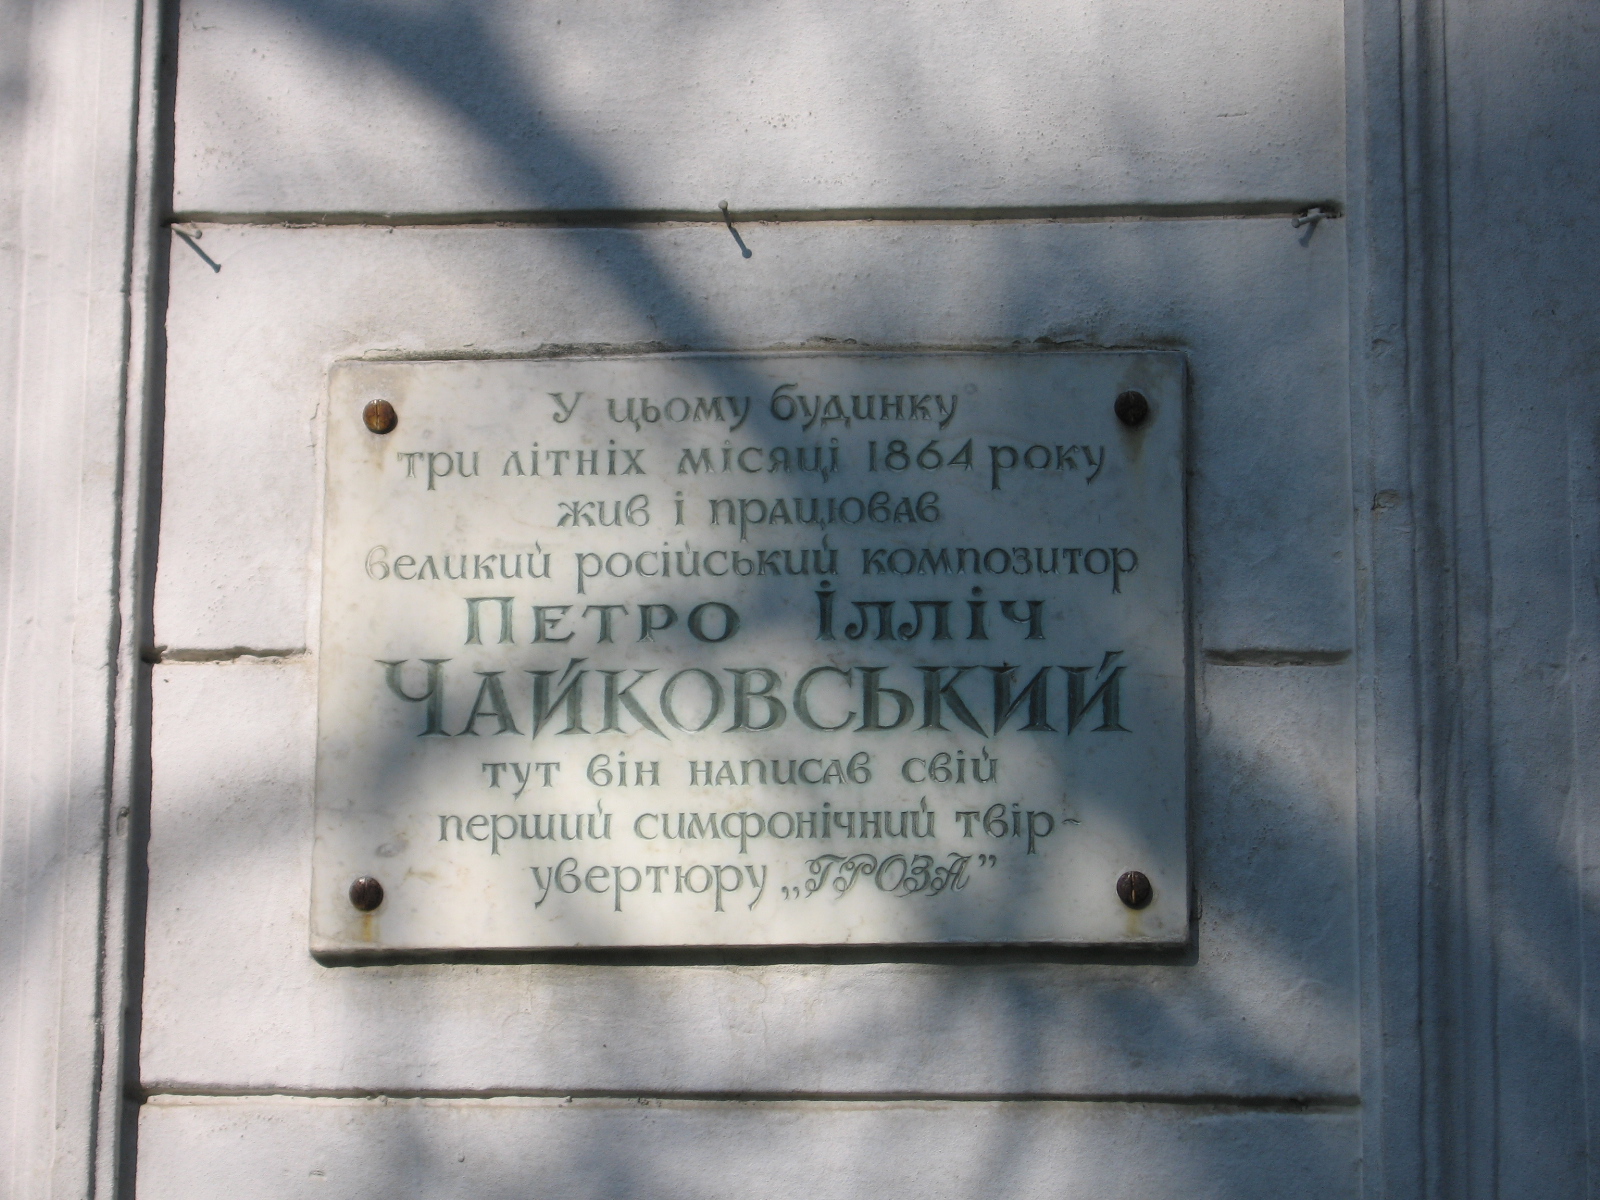 У цьому будинку
три літніх місяці 1864 року
жив і працював
великий російський композитор
Петро Ілліч
Чайковський
тут він написав свій
перший симфонічний твір -
увертюру „ГРОЗА”